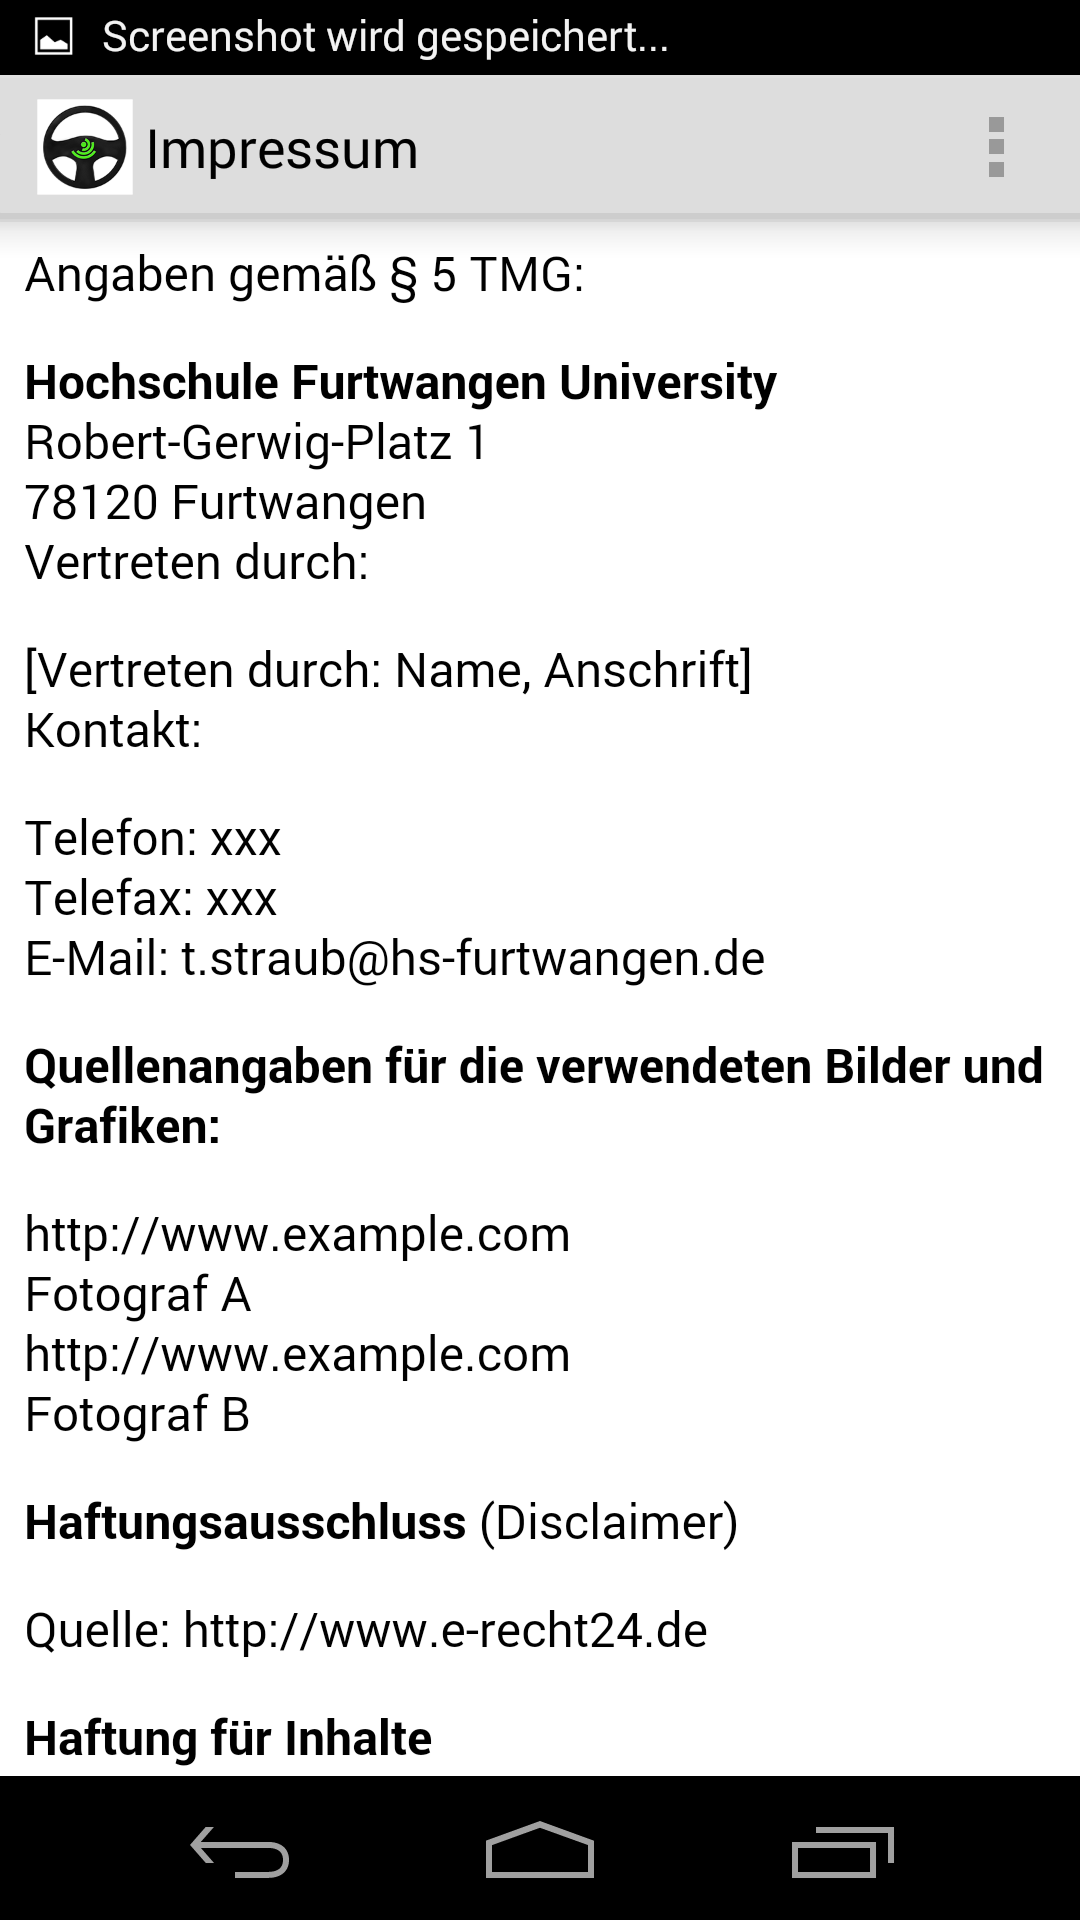 Screenshot wird gespeichert...
Impressum
Angaben gemäß § 5 TMG:
Hochschule Furtwangen University
Robert-Gerwig-Platz 1
78120 Furtwangen
Vertreten durch:
[Vertreten durch: Name, Anschrift]
Kontakt:
Telefon: xxx
Telefax: xxx
E-Mail: t.straub@hs-furtwangen.de
Quellenangaben für die verwendeten Bilder und
Grafiken:
http://www.example.com
Fotograf A
http://www.example.com
Fotograf B
Haftungsausschluss (Disclaimer)
Quelle: http://www.e-recht24.de
Haftung für Inhalte